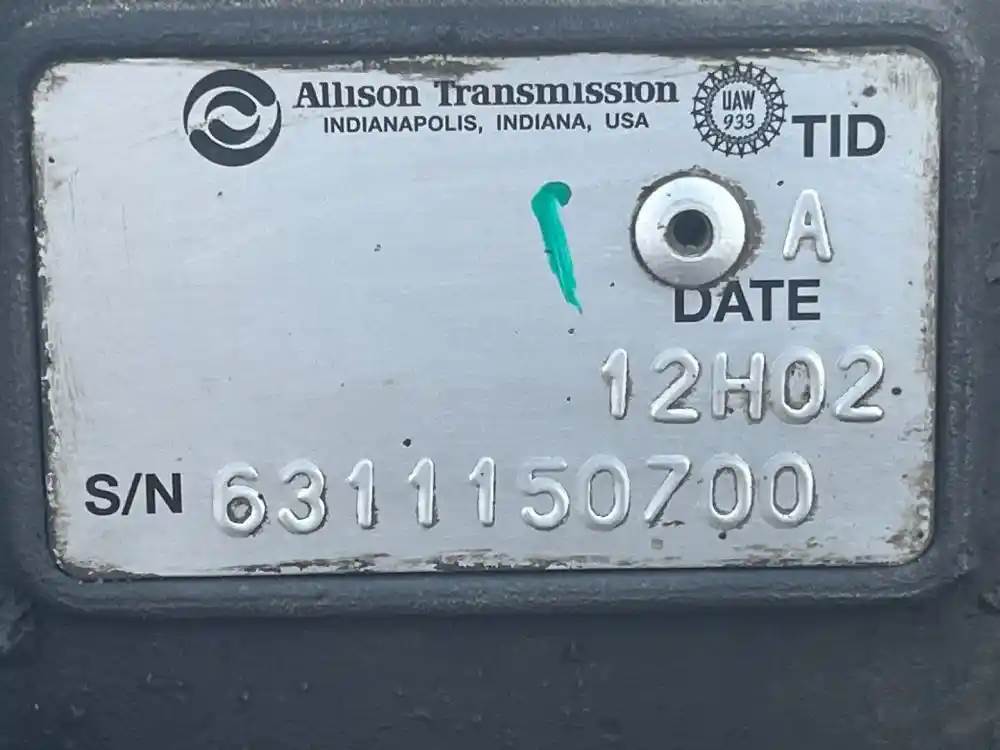 Allison Transmission
INDIANAPOLIS, INDIANA, USA
UAW
933
TID
A
DATE
12H02
S/N 6311150700